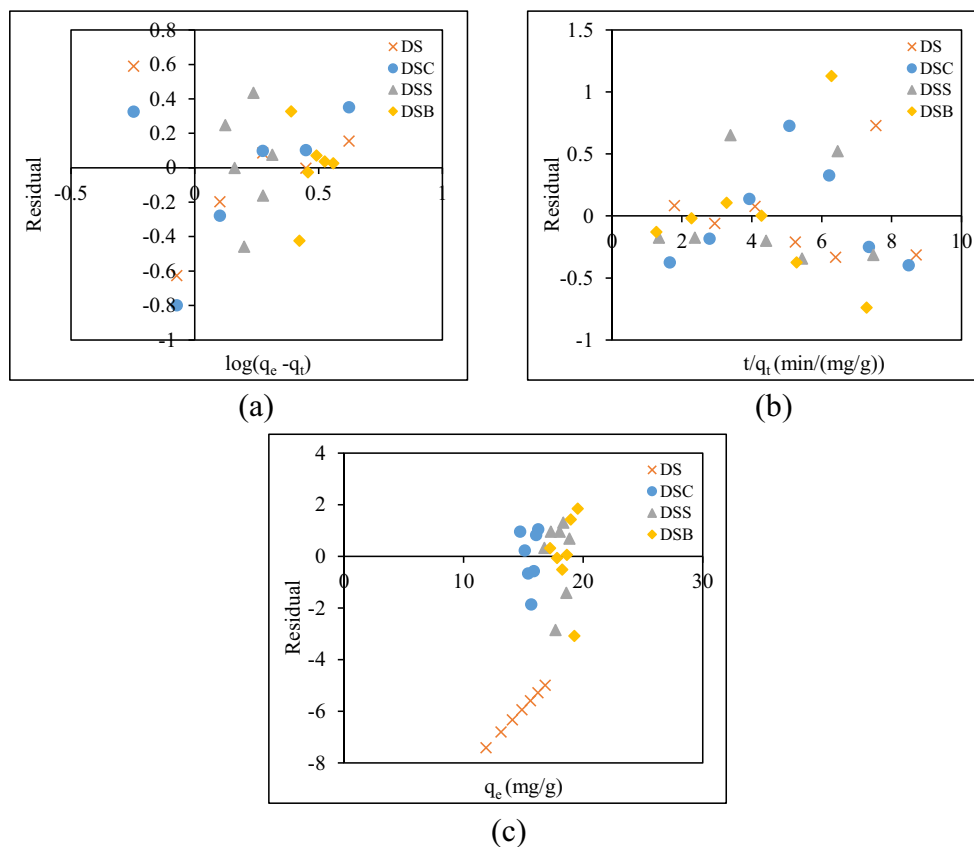 0.8
0.6
0.4
0.2
0
-0.2
-0.4
-0.6
-0.8
-1
-0.5
0
0.5
1
Residual
log(qe -qt)
DS
DSC
DSS
DSB
(a)
1.5
1
0.5
0
-0.5
-1
0
2
4
6
8
10
Residual
t/qt (min/(mg/g))
DS
DSC
DSS
DSB
(b)
4
2
0
-2
-4
-6
-8
0
10
20
30
Residual
qe (mg/g)
DS
DSC
DSS
DSB
(c)